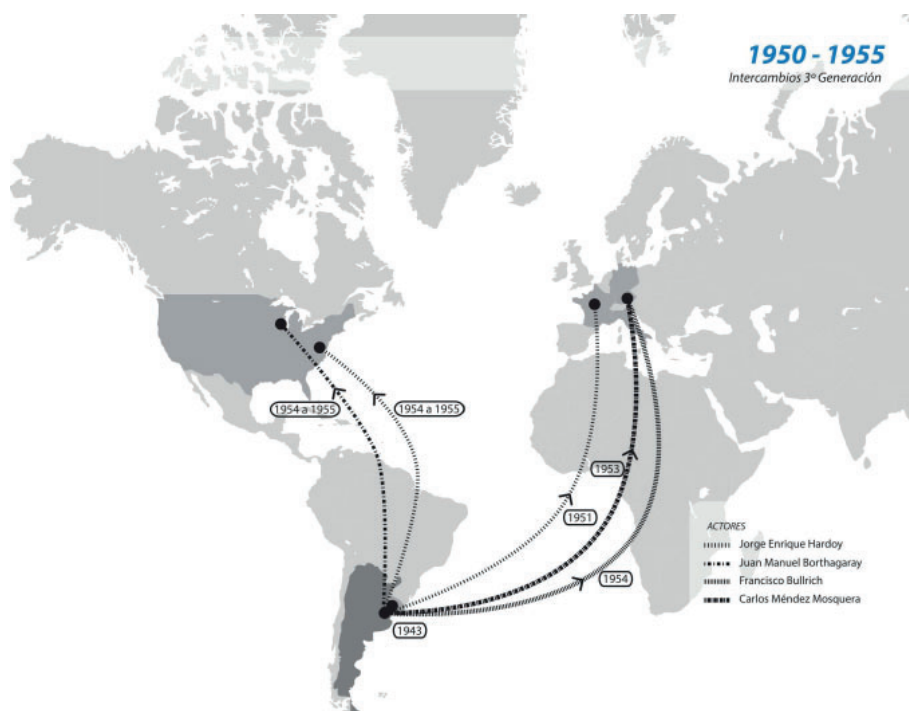 1950 - 1955
Intercambios 3º Generación
1954 a 1955
1954 a 1955
1953
1951
1954
1943
ACTORES
Jorge Enrique Hardoy
Juan Manuel Borthagaray
Francisco Bullrich
Carlos Méndez Mosquera